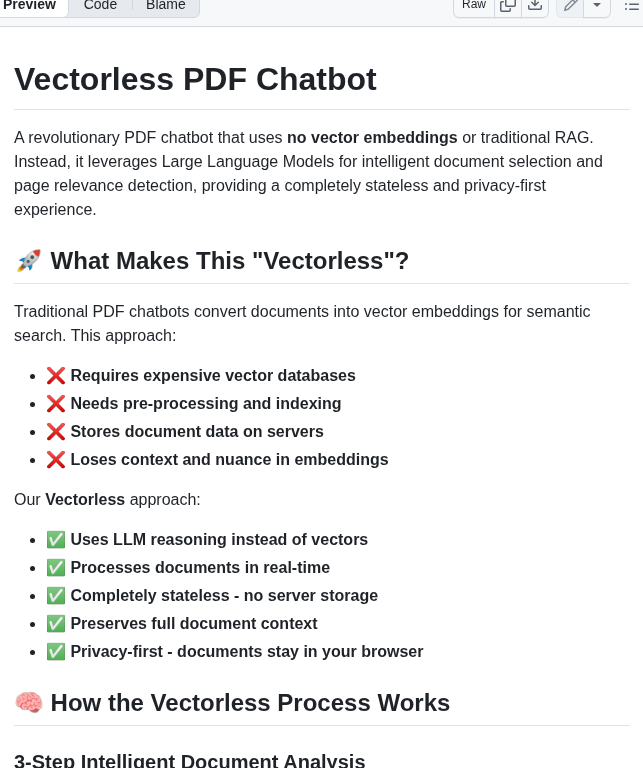 Preview Code Blame Raw
Vectorless PDF Chatbot
A revolutionary PDF chatbot that uses no vector embeddings or traditional RAG.
Instead, it leverages Large Language Models for intelligent document selection and
page relevance detection, providing a completely stateless and privacy-first
experience.
🚀 What Makes This "Vectorless"?
Traditional PDF chatbots convert documents into vector embeddings for semantic
search. This approach:
• ❌ Requires expensive vector databases
• ❌ Needs pre-processing and indexing
• ❌ Stores document data on servers
• ❌ Loses context and nuance in embeddings
Our Vectorless approach:
• ✅ Uses LLM reasoning instead of vectors
• ✅ Processes documents in real-time
• ✅ Completely stateless - no server storage
• ✅ Preserves full document context
• ✅ Privacy-first - documents stay in your browser
🧠 How the Vectorless Process Works
3-Step Intelligent Document Analysis